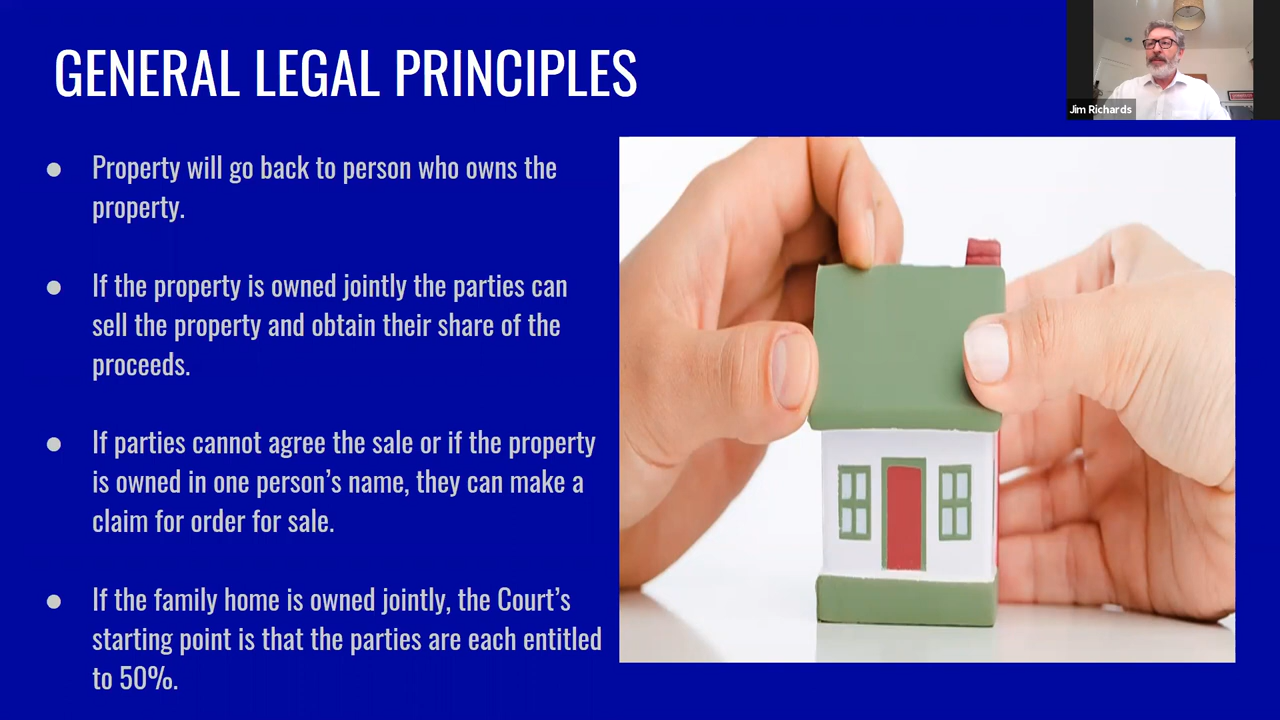 GENERAL LEGAL PRINCIPLES
Jim Richards
● Property will go back to person who owns the
property.
● If the property is owned jointly the parties can
sell the property and obtain their share of the
proceeds.
● If parties cannot agree the sale or if the property
is owned in one person’s name, they can make a
claim for order for sale.
● If the family home is owned jointly, the Court’s
starting point is that the parties are each entitled
to 50%.